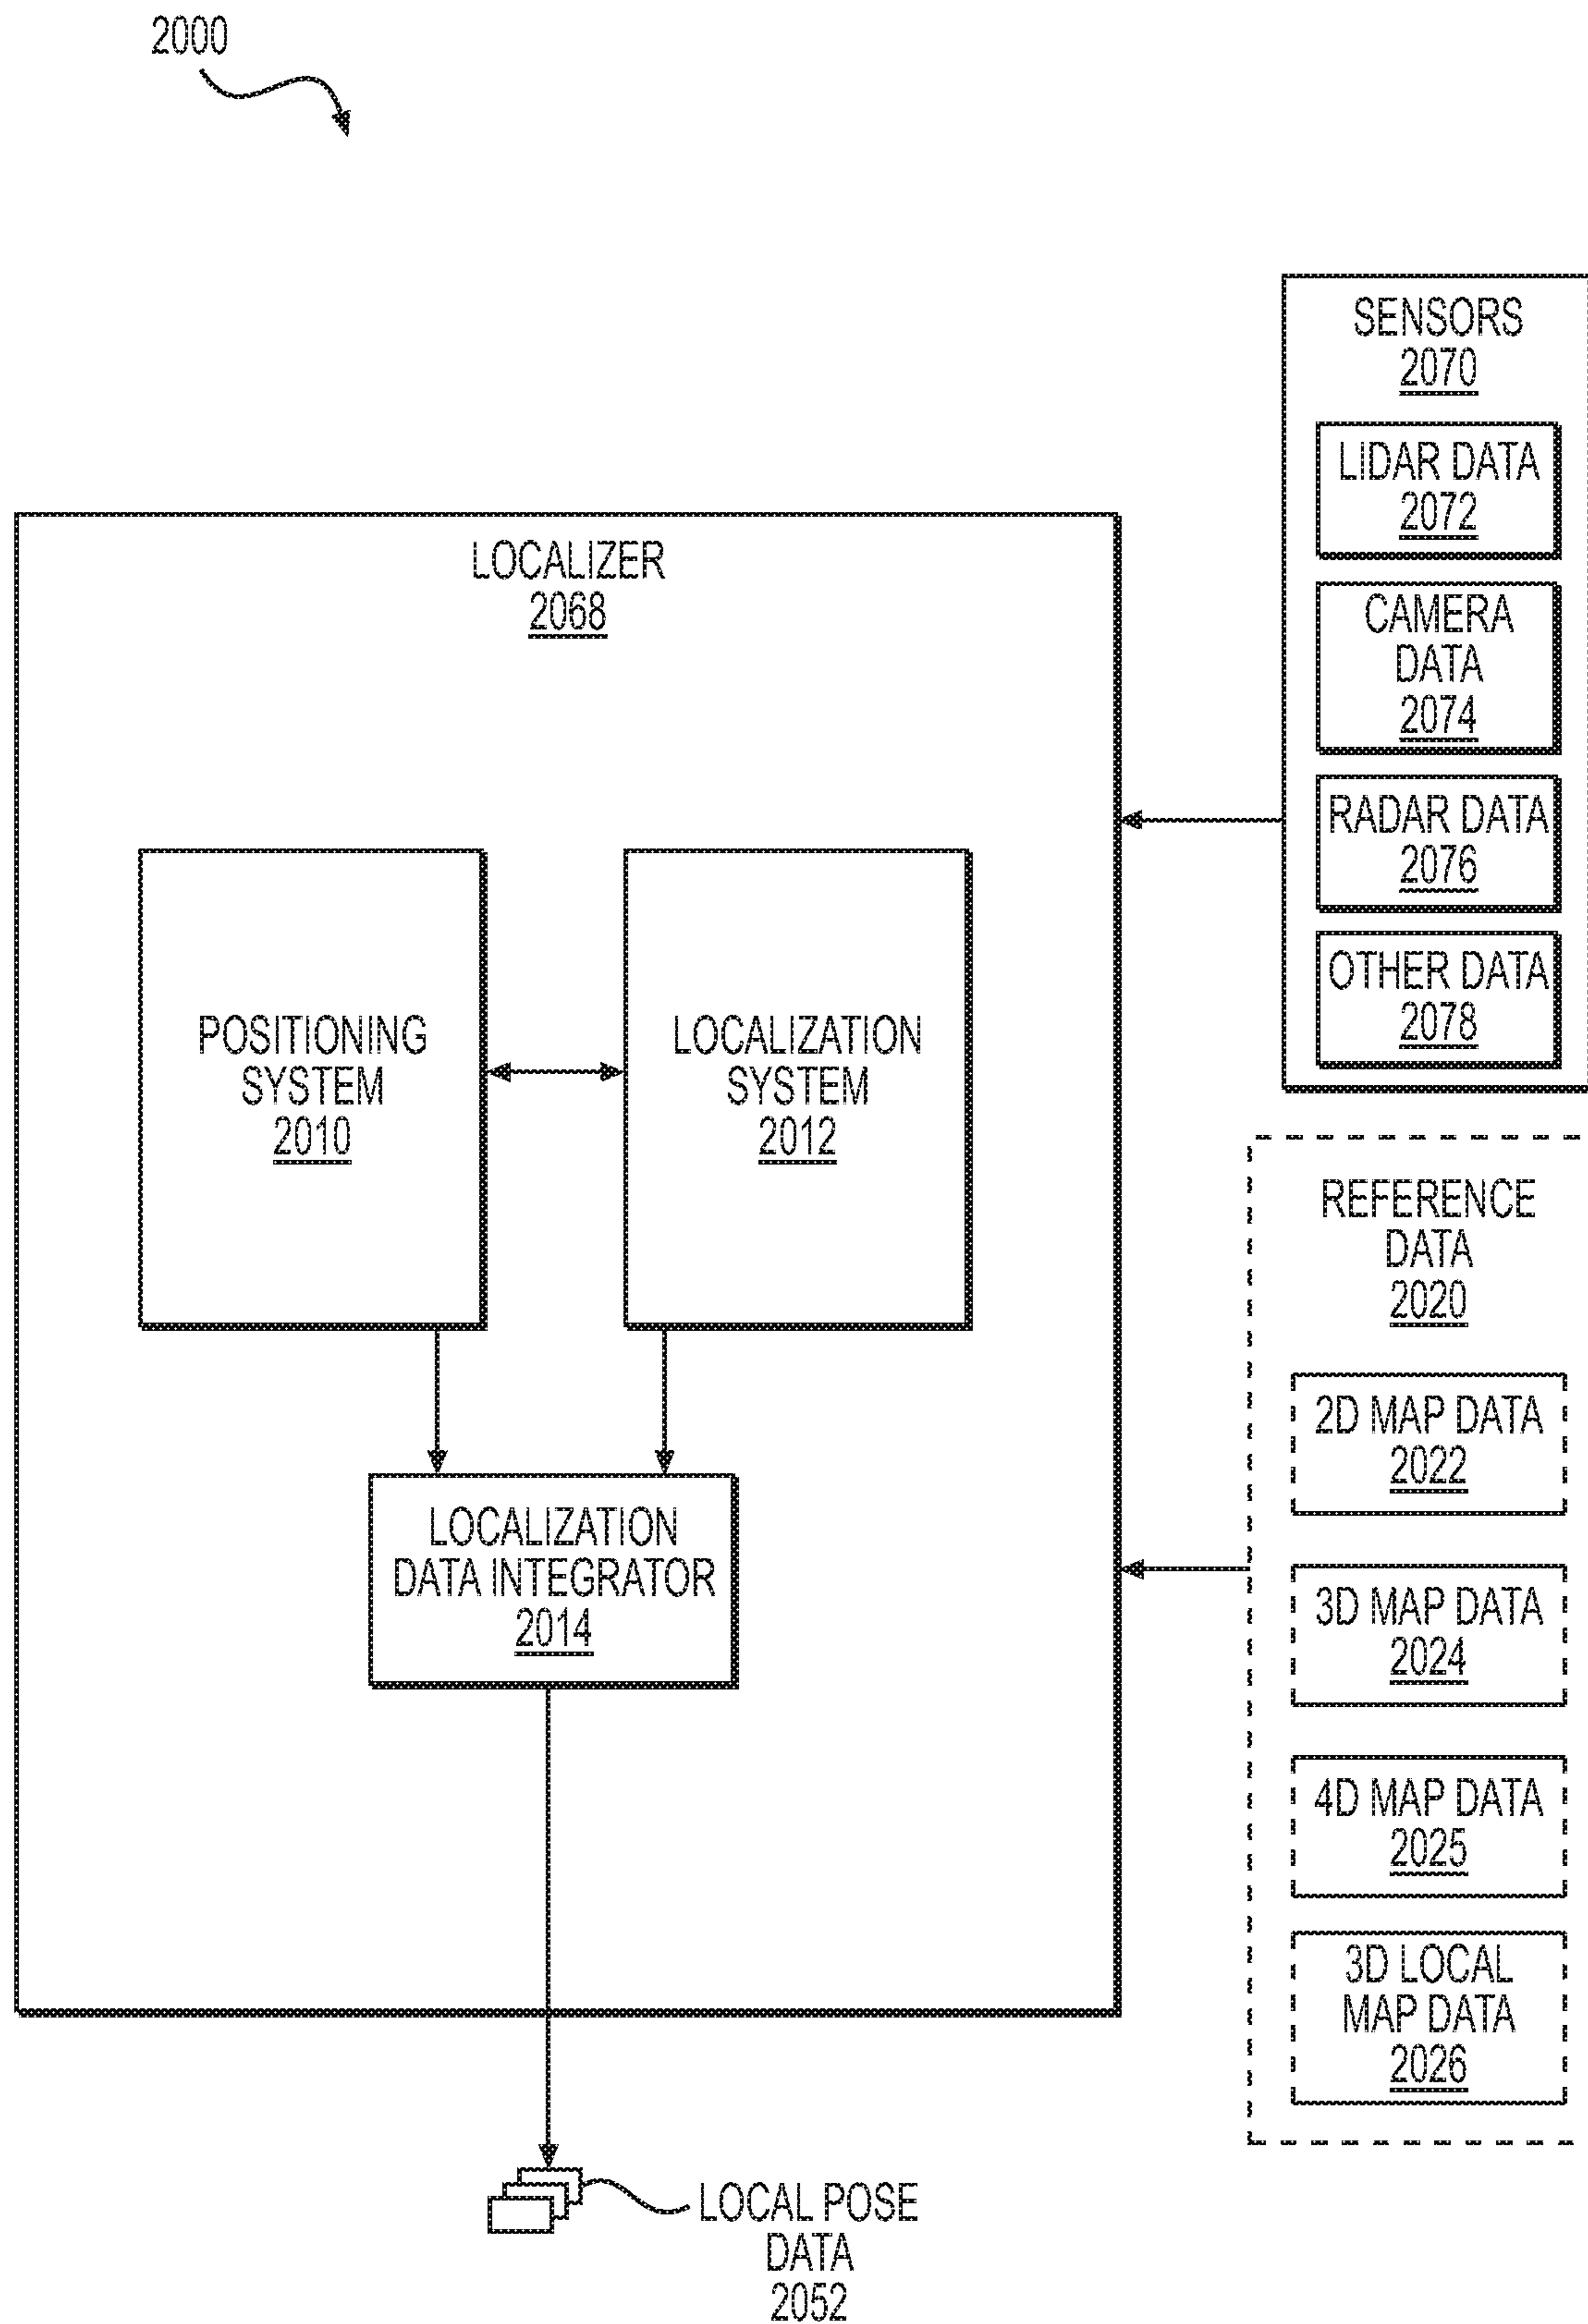 2000
SENSORS
2070
LIDAR DATA
2072
CAMERA
DATA
2074
RADAR DATA
2076
OTHER DATA
2078
LOCALIZER
2068
POSITIONING
SYSTEM
2010
LOCALIZATION
SYSTEM
2012
LOCALIZATION
DATA INTEGRATOR
2014
REFERENCE
DATA
2020
2D MAP DATA
2022
3D MAP DATA
2024
4D MAP DATA
2025
3D LOCAL
MAP DATA
2026
LOCAL POSE
DATA
2052